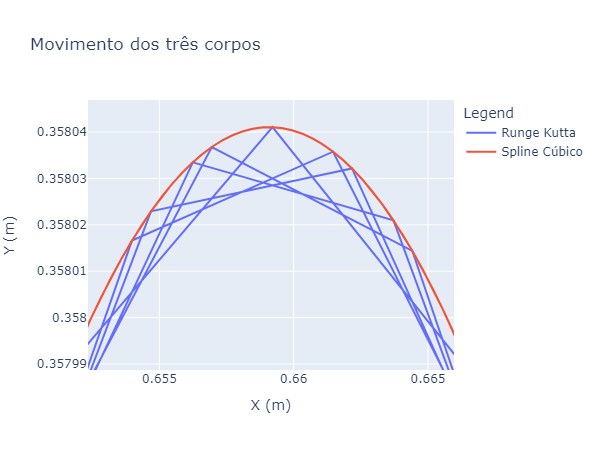 Movimento dos três corpos
Legend
Runge Kutta
Spline Cúbico
0.35804
0.35803
0.35802
0.35801
0.358
0.35799
0.655
0.66
0.665
Y (m)
X (m)